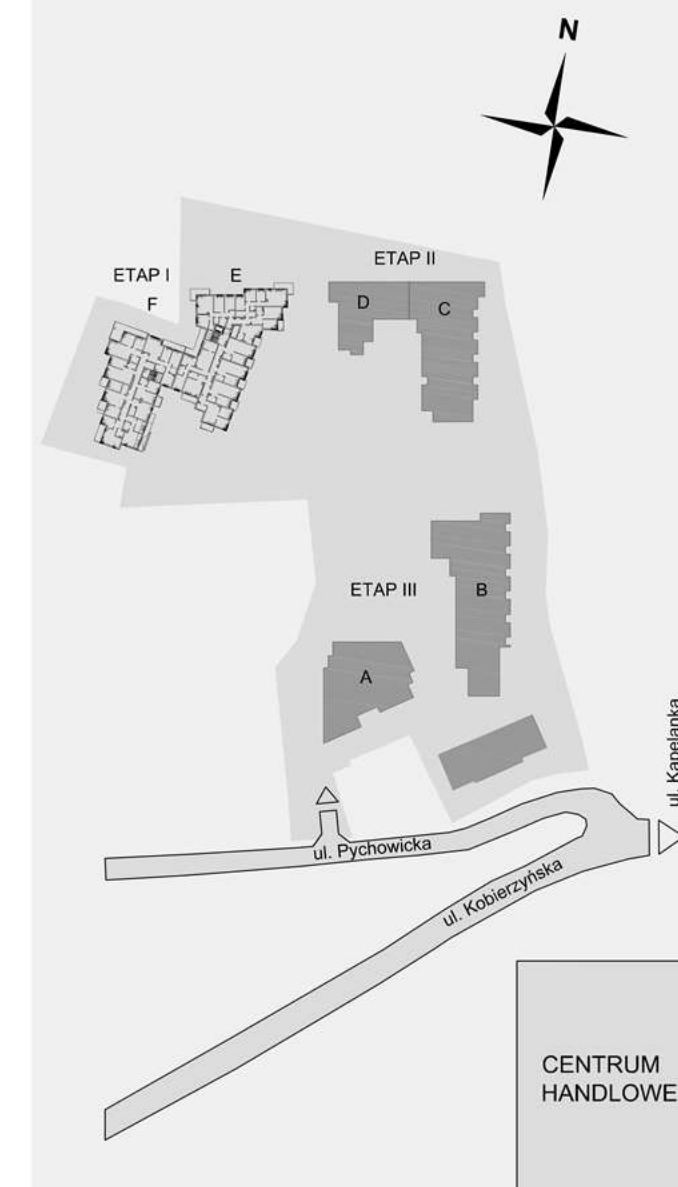 N
ETAP II
ETAP I
E
F
D
C
ETAP III
B
A
ul. Kapelanka
ul. Pychowicka
ul. Kobierzyńska
CENTRUM
HANDLOWE